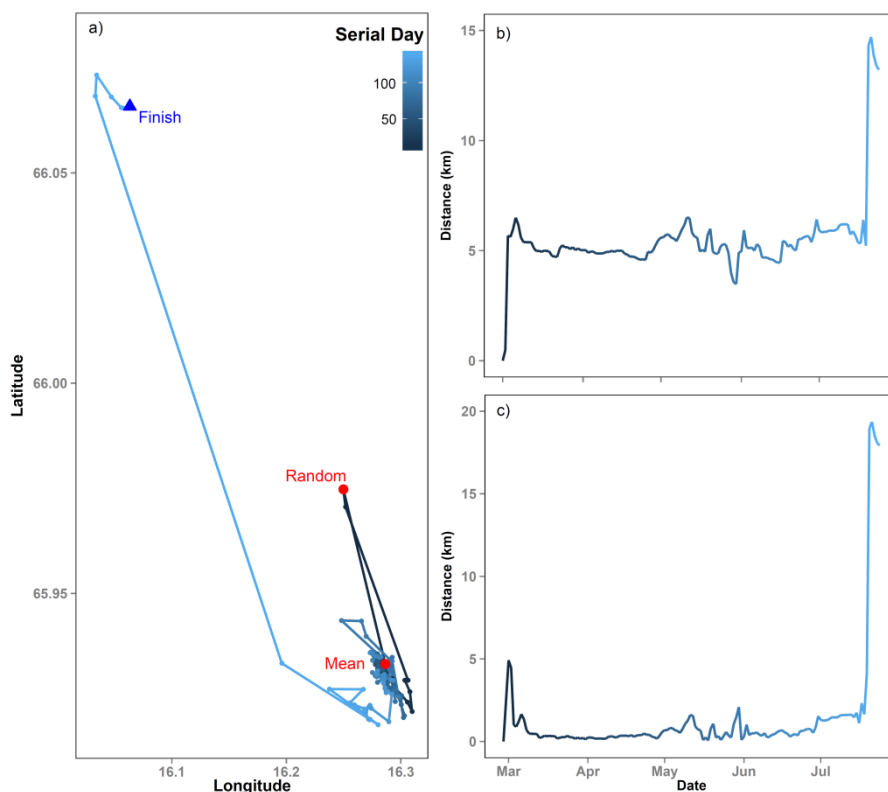 a)
Serial Day
100
50
Finish
66.05
66.00
65.95
Latitude
Random
Mean
16.1
16.2
16.3
Longitude
b)
15
10
5
0
Distance (km)
c)
20
15
10
5
0
Distance (km)
Mar
Apr
May
Jun
Jul
Date